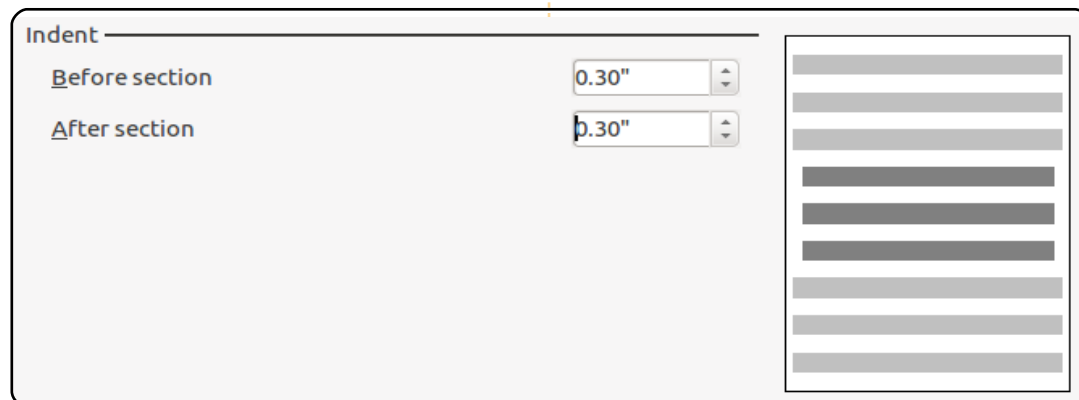 Indent
Before section 0.30"
After section 0.30"